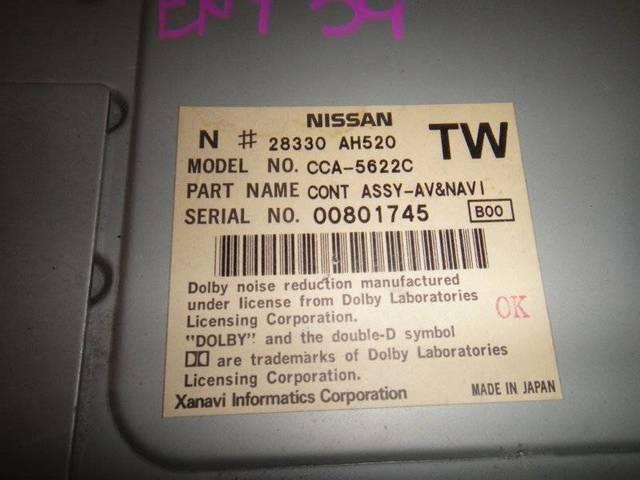 ENT 54
NISSAN
N # 28330 AH520 TW
MODEL NO. CCA-5622C
PART NAME CONT ASSY-AV&NAVI
SERIAL NO. 00801745 B00
Dolby noise reduction manufactured
under license from Dolby Laboratories
Licensing Corporation.
"DOLBY" and the double-D symbol
are trademarks of Dolby Laboratories
Licensing Corporation.
OK
Xanavi Informatics Corporation MADE IN JAPAN